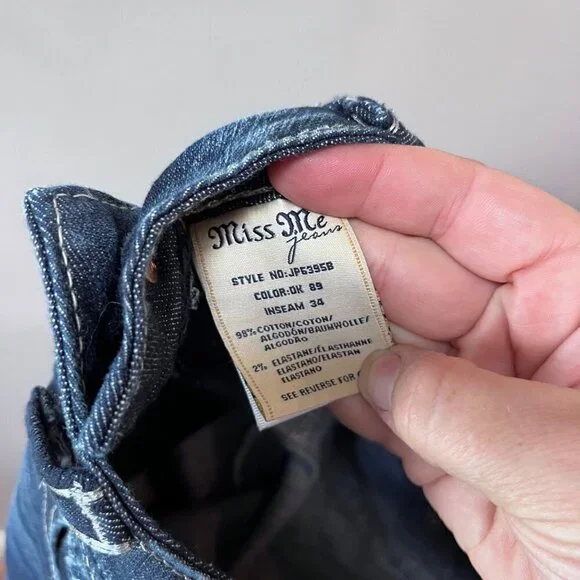 Miss Me
jeans
STYLE NO:JP6395B
COLOR:DK 89
INSEAM 34
98% COTTON/COTON/
ALGODÓN/BAUMWOLLE/
ALGODÃO
2% ELASTANE/ÉLASTHANNE
ELASTANO/ELASTAN
ELASTANO
SEE REVERSE FOR